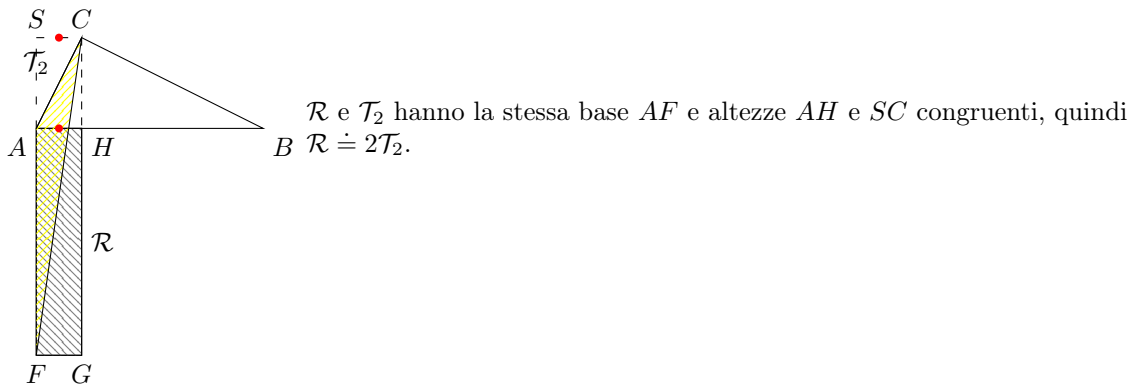 S C
𝒯₂
ℛ e 𝒯₂ hanno la stessa base AF e altezze AH e SC congruenti, quindi
A H B ℛ ≐ 2𝒯₂.
ℛ
F G